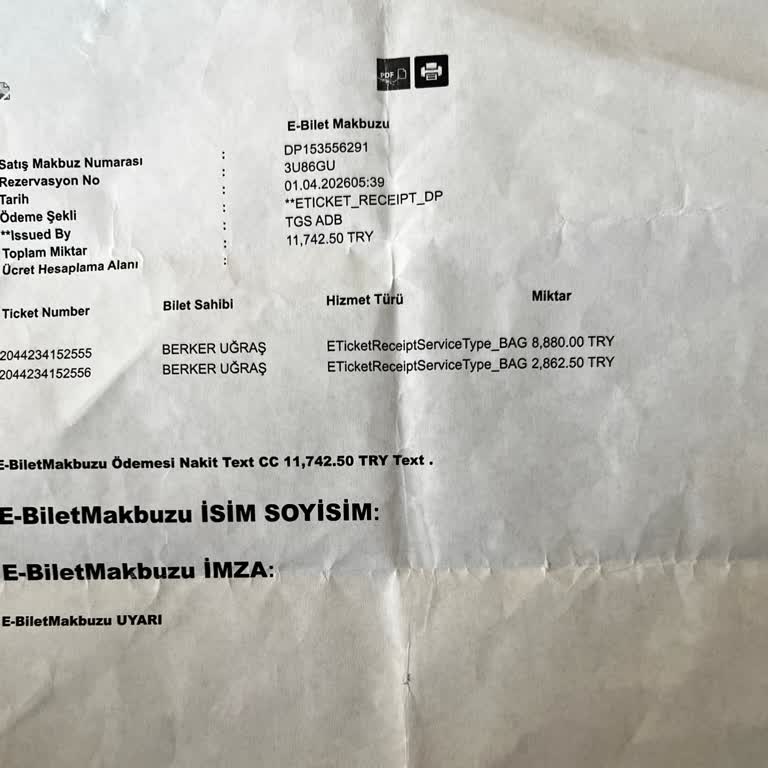 PDF
E-Bilet Makbuzu
Satış Makbuz Numarası : DP153556291
Rezervasyon No : 3U86GU
Tarih : 01.04.202605:39
Ödeme Şekli : **ETICKET_RECEIPT_DP
**Issued By : TGS ADB
Toplam Miktar : 11,742.50 TRY
Ücret Hesaplama Alanı :
Ticket Number Bilet Sahibi Hizmet Türü Miktar
2044234152555 BERKER UĞRAŞ ETicketReceiptServiceType_BAG 8,880.00 TRY
2044234152556 BERKER UĞRAŞ ETicketReceiptServiceType_BAG 2,862.50 TRY
E-BiletMakbuzu Ödemesi Nakit Text CC 11,742.50 TRY Text .
E-BiletMakbuzu İSİM SOYİSİM:
E-BiletMakbuzu İMZA:
E-BiletMakbuzu UYARI